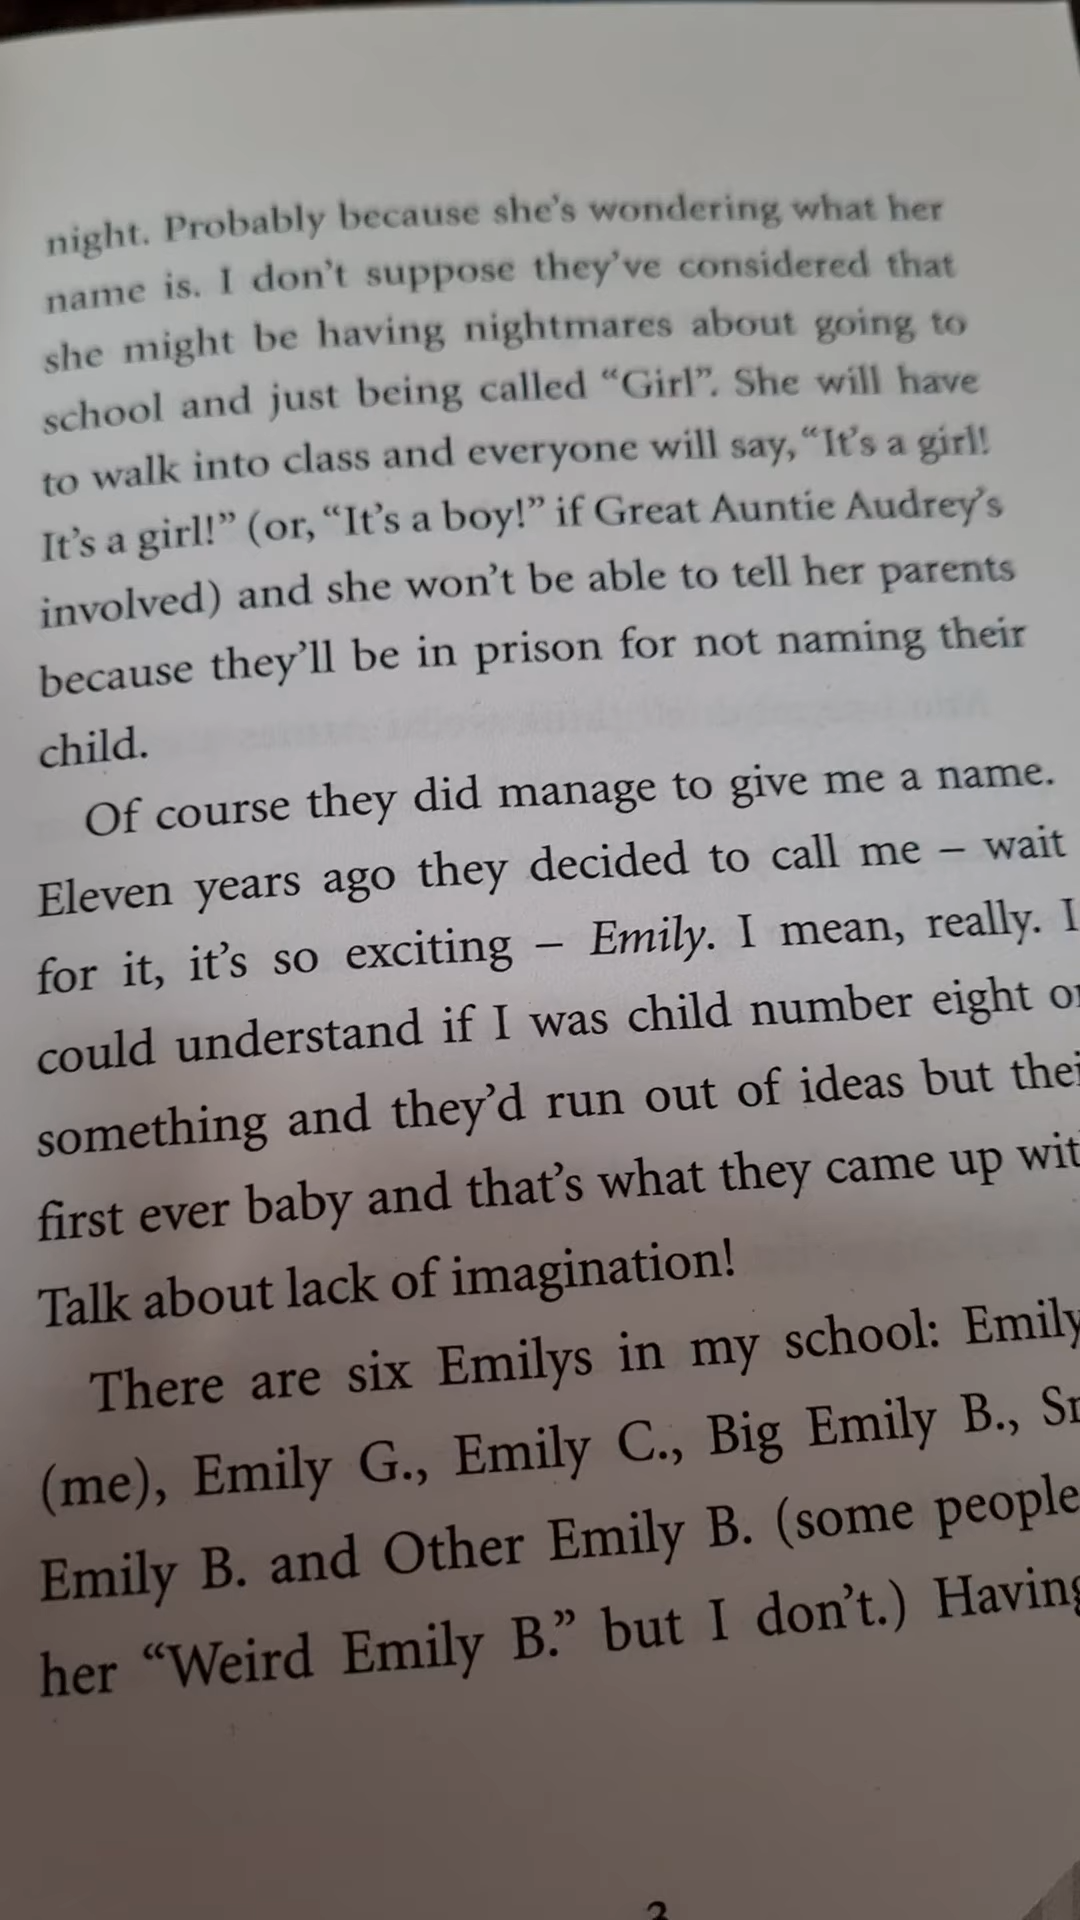 night. Probably because she's wondering what her
name is. I don't suppose they've considered that
she might be having nightmares about going to
school and just being called “Girl”. She will have
to walk into class and everyone will say, “It's a girl!
It's a girl!” (or, “It's a boy!” if Great Auntie Audrey's
involved) and she won't be able to tell her parents
because they'll be in prison for not naming their
child.
Of course they did manage to give me a name.
Eleven years ago they decided to call me – wait
for it, it's so exciting – Emily. I mean, really. I
could understand if I was child number eight or
something and they'd run out of ideas but thei
first ever baby and that's what they came up wit
Talk about lack of imagination!
There are six Emilys in my school: Emily
(me), Emily G., Emily C., Big Emily B.,
Emily B. and Other Emily B. (some people
her “Weird Emily B.” but I don't.) Having
3